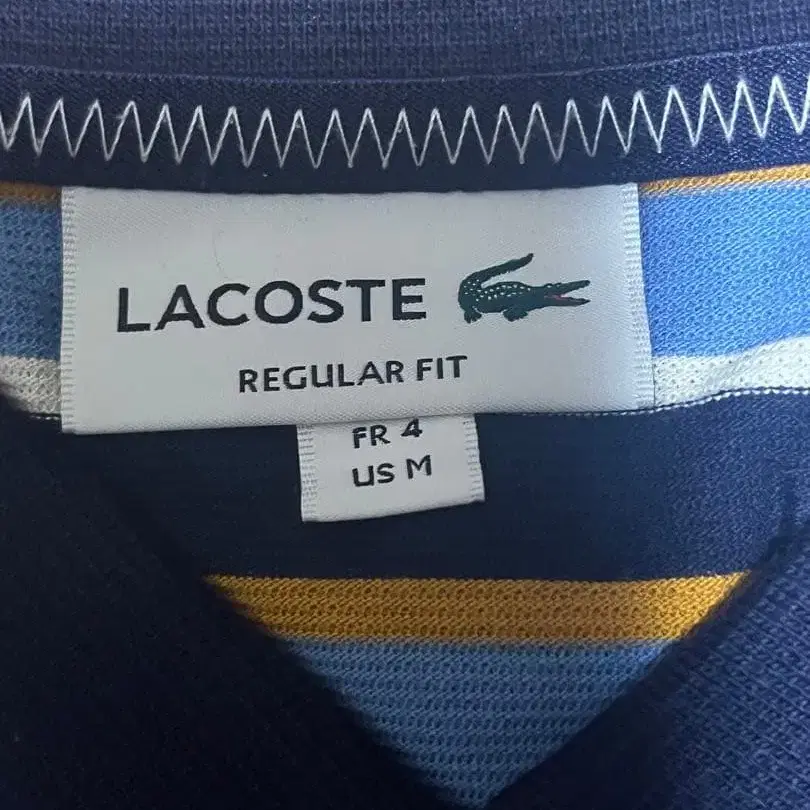 LACOSTE
REGULAR FIT
FR 4
US M